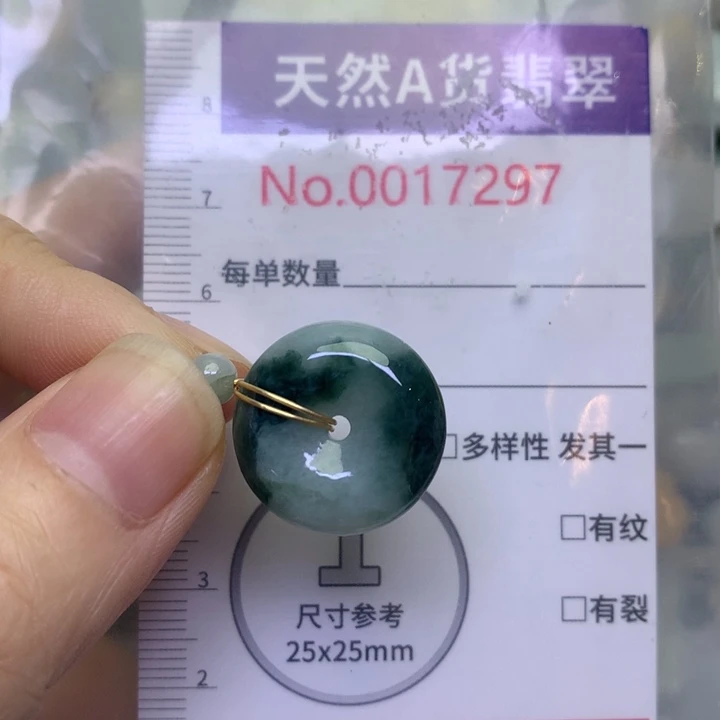 天然A货翡翠
8
No.0017297
7
每单数量
6
多样性 发其一
有纹
3
有裂
尺寸参考
25x25mm
2